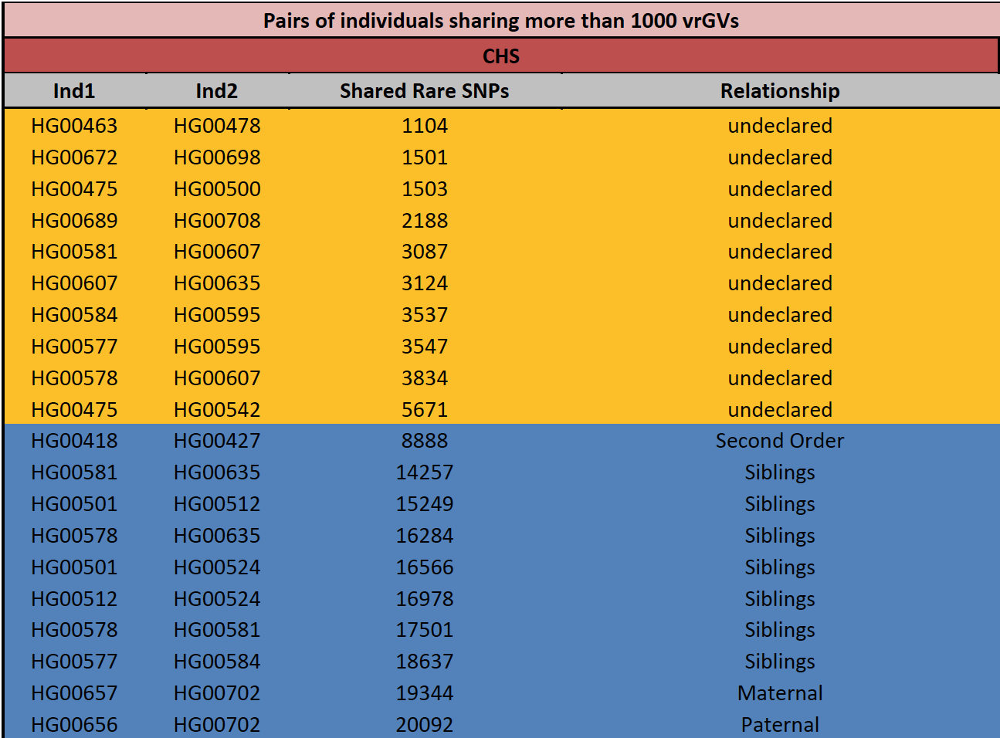 Pairs of individuals sharing more than 1000 vrGVs
CHS
Ind1 Ind2 Shared Rare SNPs Relationship
HG00463 HG00478 1104 undeclared
HG00672 HG00698 1501 undeclared
HG00475 HG00500 1503 undeclared
HG00689 HG00708 2188 undeclared
HG00581 HG00607 3087 undeclared
HG00607 HG00635 3124 undeclared
HG00584 HG00595 3537 undeclared
HG00577 HG00595 3547 undeclared
HG00578 HG00607 3834 undeclared
HG00475 HG00542 5671 undeclared
HG00418 HG00427 8888 Second Order
HG00581 HG00635 14257 Siblings
HG00501 HG00512 15249 Siblings
HG00578 HG00635 16284 Siblings
HG00501 HG00524 16566 Siblings
HG00512 HG00524 16978 Siblings
HG00578 HG00581 17501 Siblings
HG00577 HG00584 18637 Siblings
HG00657 HG00702 19344 Maternal
HG00656 HG00702 20092 Paternal